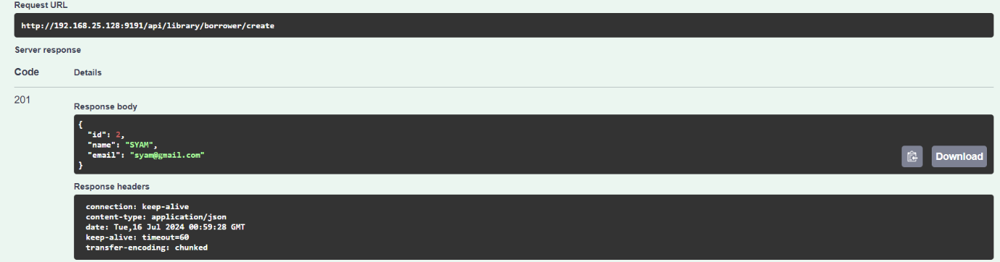 Request URL
http://192.168.25.128:9191/api/library/borrower/create
Server response
Code Details
201
Response body
{
  "id": 2,
  "name": "SYAM",
  "email": "syam@gmail.com"
}
Download
Response headers
connection: keep-alive
content-type: application/json
date: Tue,16 Jul 2024 00:59:28 GMT
keep-alive: timeout=60
transfer-encoding: chunked